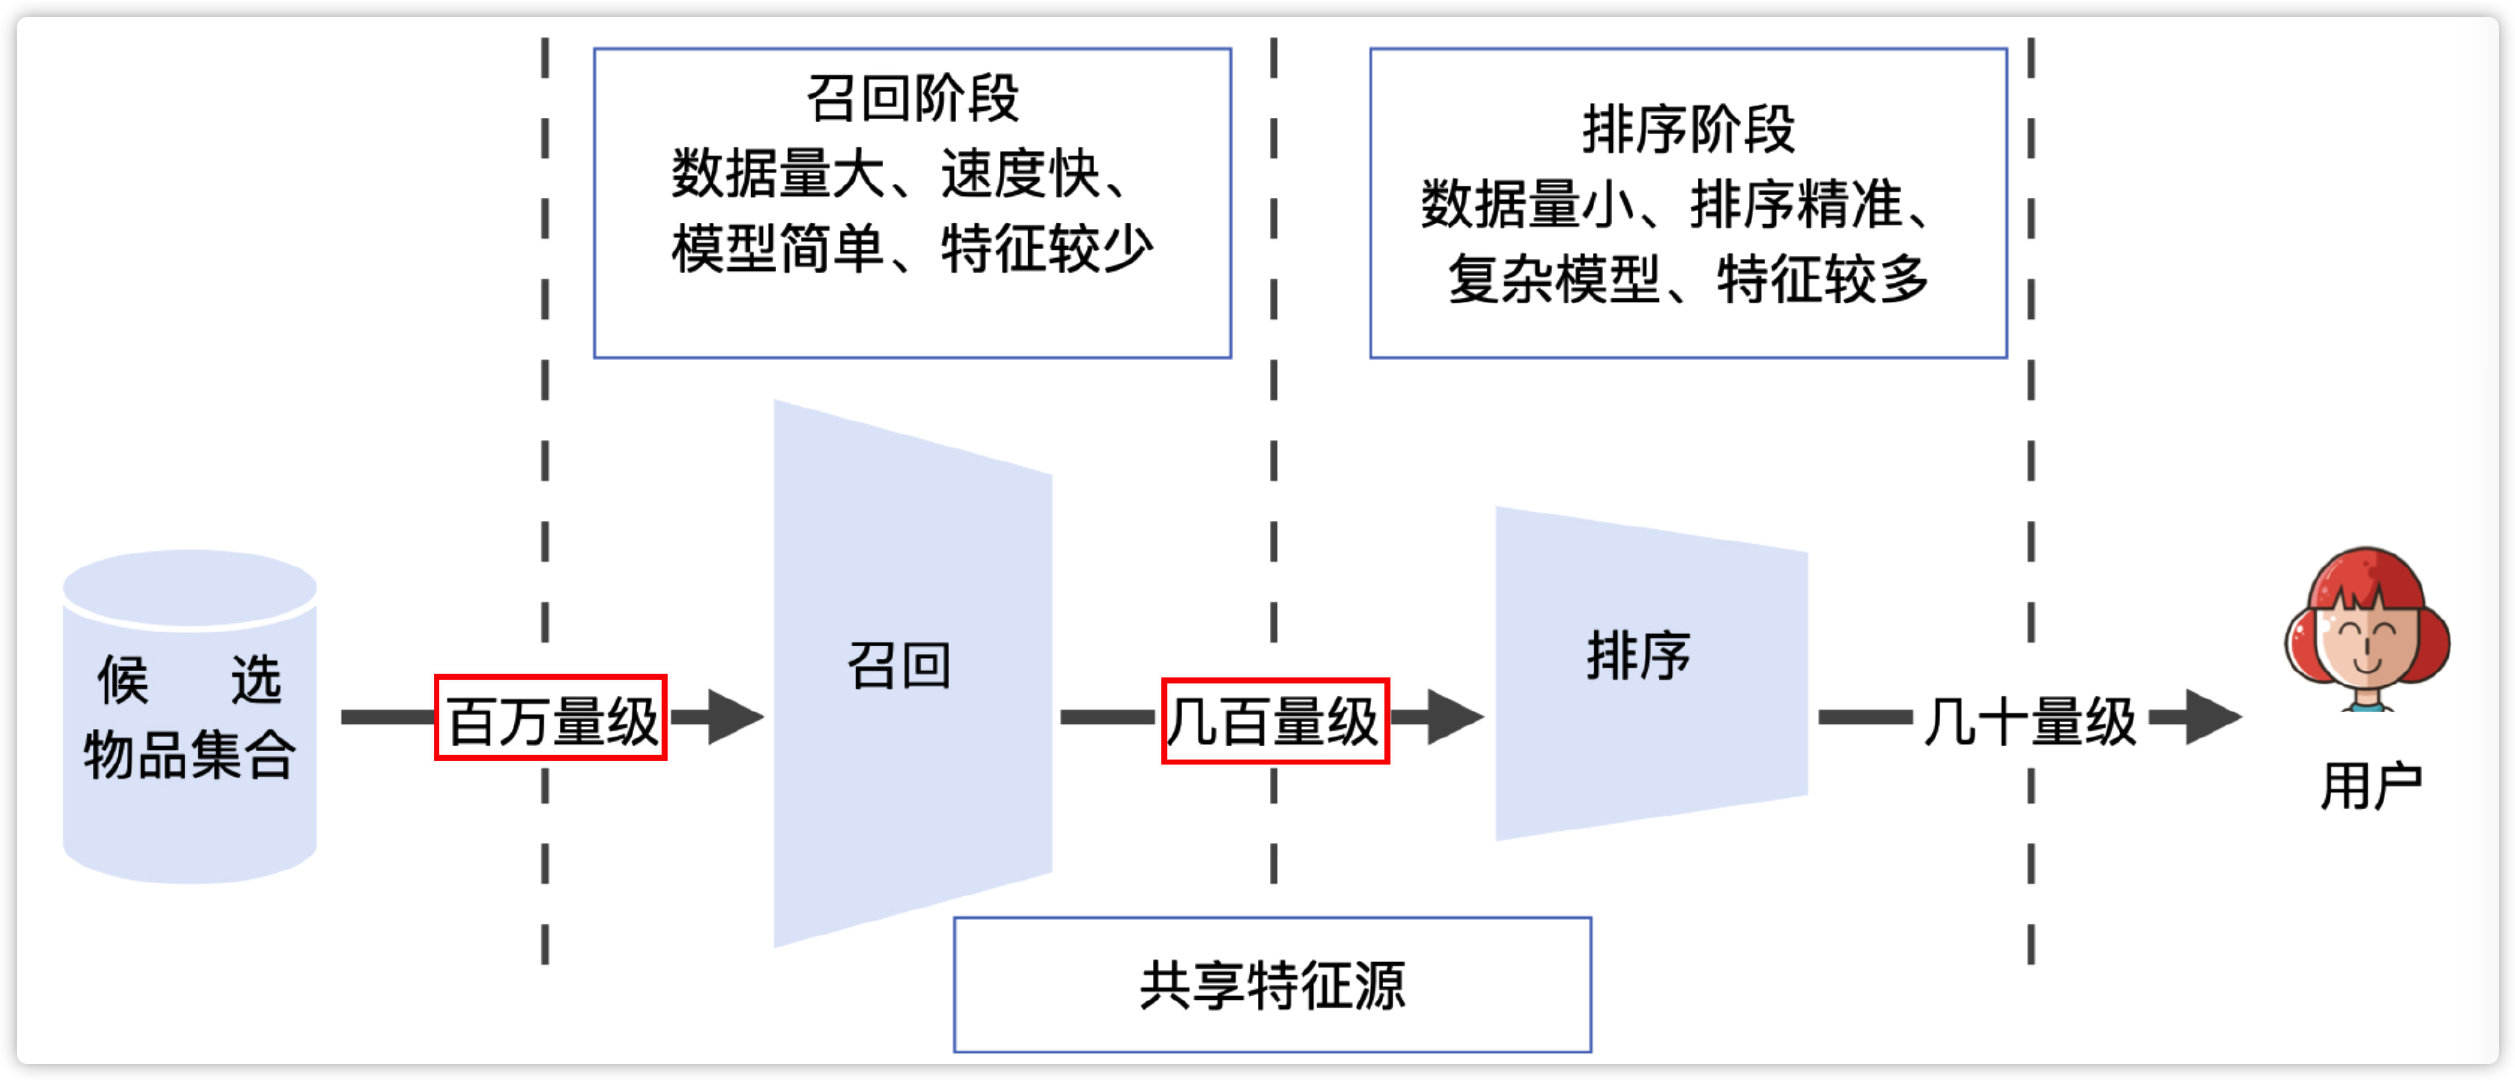 召回阶段
数据量大、速度快、
模型简单、特征较少
排序阶段
数据量小、排序精准、
复杂模型、特征较多
候 选
物品集合
百万量级
召回
几百量级
排序
几十量级
用户
共享特征源